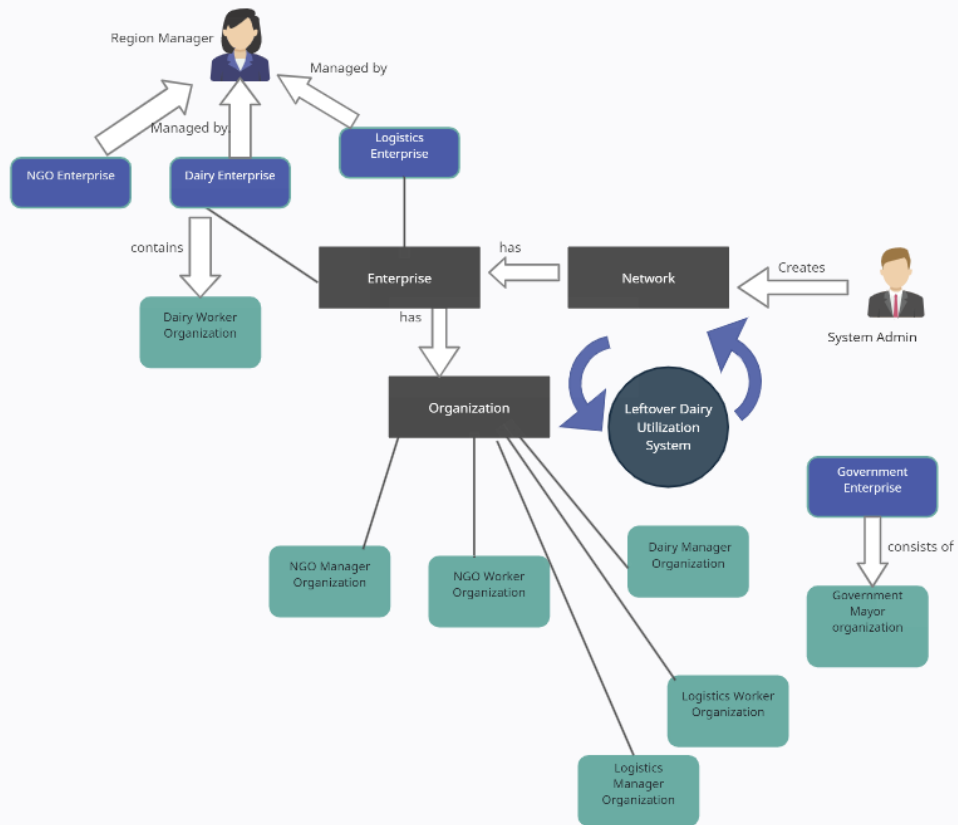 Region Manager
Managed by
Managed by
Logistics
Enterprise
NGO Enterprise
Dairy Enterprise
contains
has
Creates
Enterprise
Network
Dairy Worker
Organization
has
System Admin
Organization
Leftover Dairy
Utilization
System
Government
Enterprise
consists of
Dairy Manager
Organization
NGO Manager
Organization
NGO Worker
Organization
Government
Mayor
organization
Logistics Worker
Organization
Logistics
Manager
Organization